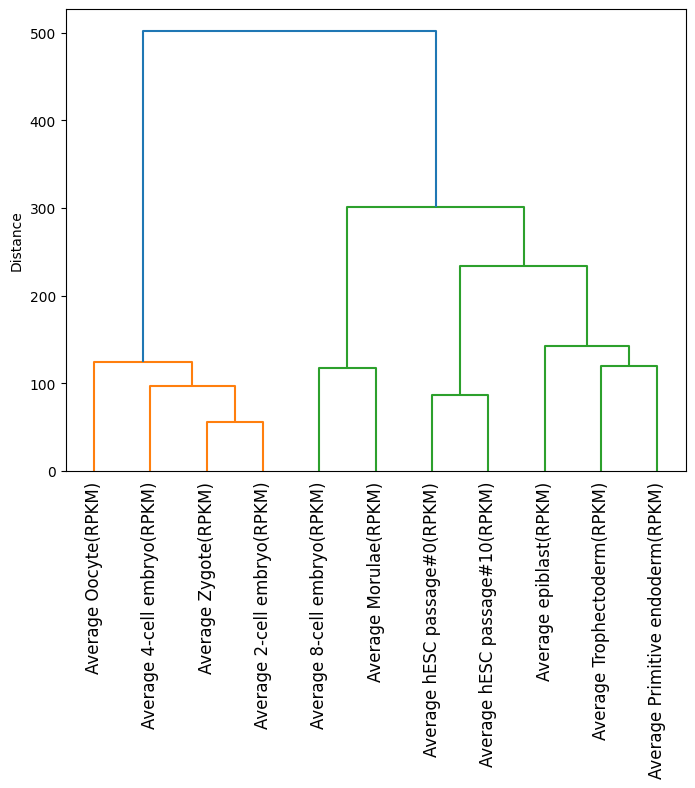 500
400
300
200
100
0
Distance
Average Oocyte(RPKM)
Average 4-cell embryo(RPKM)
Average Zygote(RPKM)
Average 2-cell embryo(RPKM)
Average 8-cell embryo(RPKM)
Average Morulae(RPKM)
Average hESC passage#0(RPKM)
Average hESC passage#10(RPKM)
Average epiblast(RPKM)
Average Trophectoderm(RPKM)
Average Primitive endoderm(RPKM)